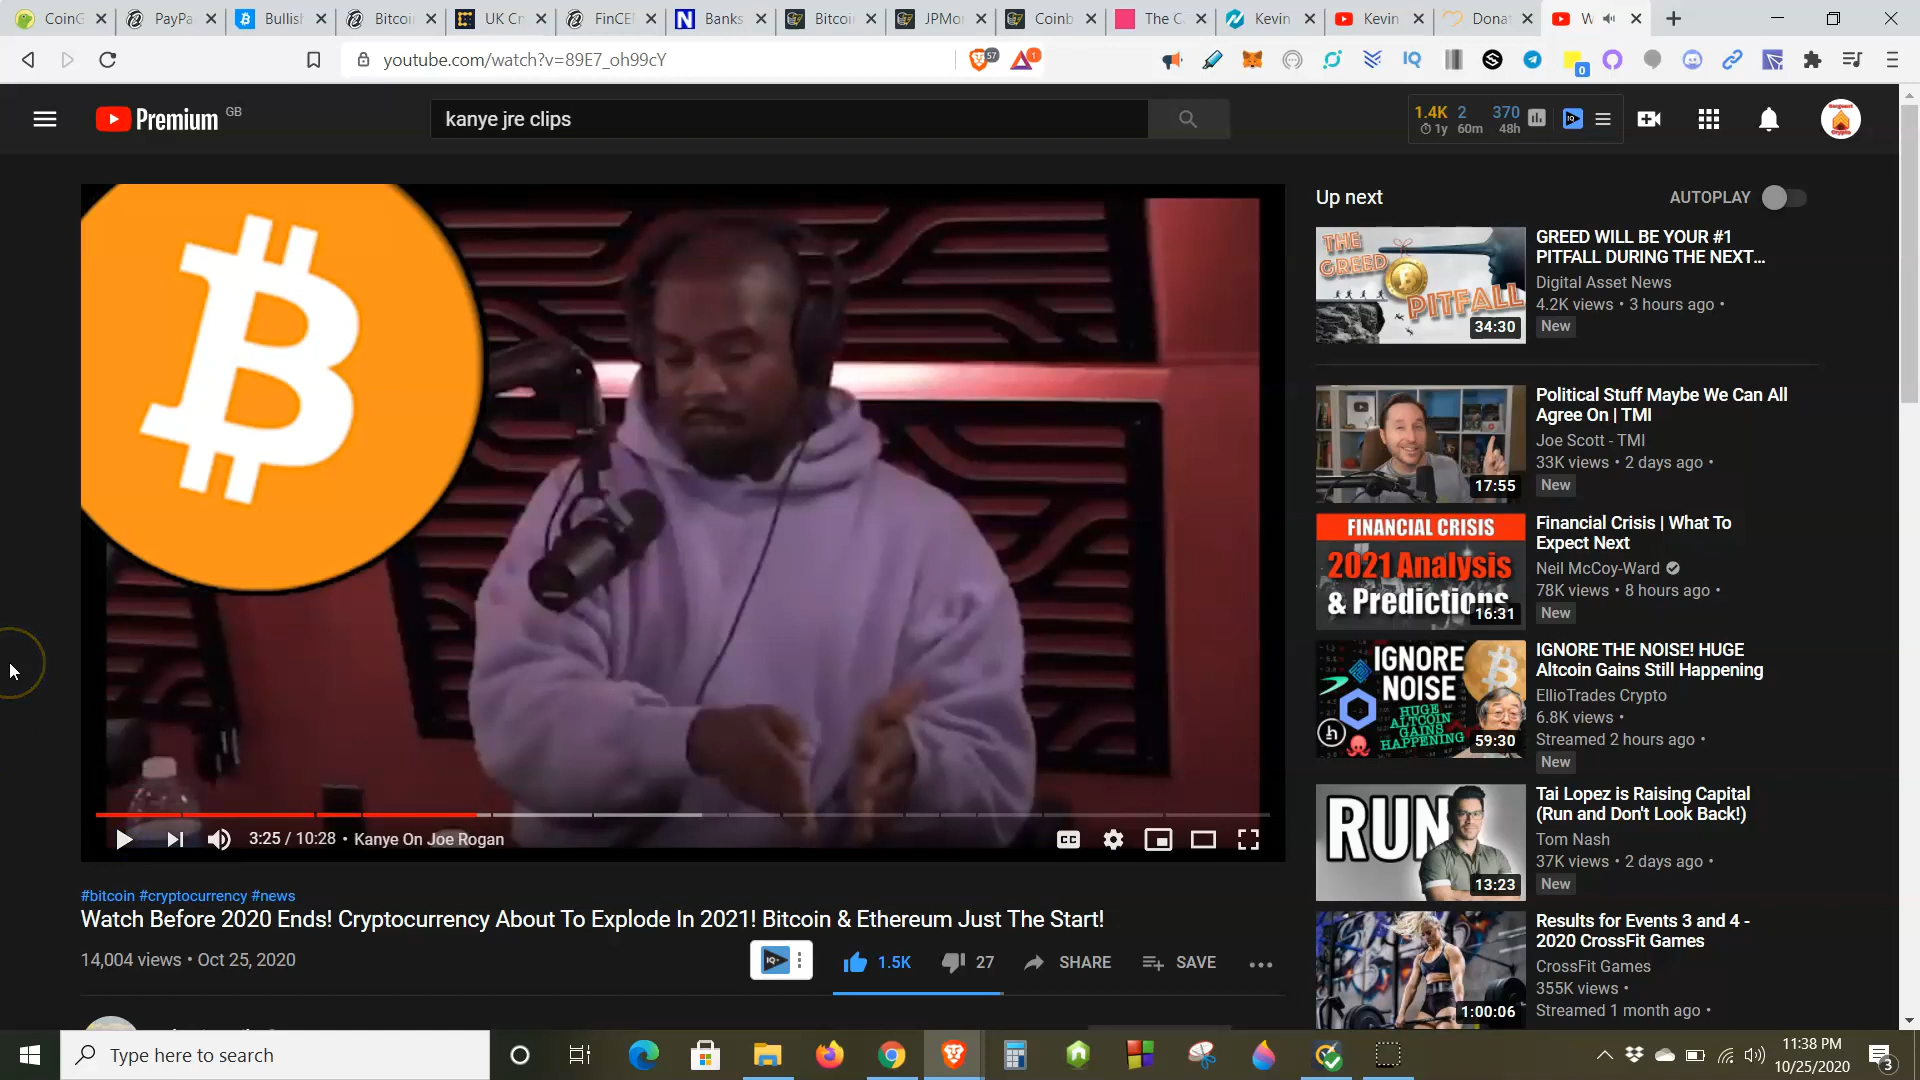 CoinG
PayPa
Bullish
Bitcoi
UK Cr
FinCE
Banks
Bitcoi
JPMo
Coinb
The C
Kevin
Kevin
Dona
W
youtube.com/watch?v=89E7_oh99cY
57
1
IQ
0
Premium GB
kanye jre clips
1.4K 2 370
1y 60m 48h
Up next
AUTOPLAY
THE GREED PITFALL
34:30
GREED WILL BE YOUR #1
PITFALL DURING THE NEXT...
Digital Asset News
4.2K views • 3 hours ago •
New
17:55
Political Stuff Maybe We Can All
Agree On | TMI
Joe Scott - TMI
33K views • 2 days ago •
New
FINANCIAL CRISIS
2021 Analysis
& Predictions
16:31
Financial Crisis | What To
Expect Next
Neil McCoy-Ward
78K views • 8 hours ago •
New
IGNORE
NOISE
HUGE
ALTCOIN
GAINS
HAPPENING
59:30
IGNORE THE NOISE! HUGE
Altcoin Gains Still Happening
EllioTrades Crypto
6.8K views •
Streamed 2 hours ago •
New
RUN
13:23
Tai Lopez is Raising Capital
(Run and Don't Look Back!)
Tom Nash
37K views • 2 days ago •
New
1:00:06
Results for Events 3 and 4 -
2020 CrossFit Games
CrossFit Games
355K views •
Streamed 1 month ago •
3:25 / 10:28 • Kanye On Joe Rogan
CC
#bitcoin #cryptocurrency #news
Watch Before 2020 Ends! Cryptocurrency About To Explode In 2021! Bitcoin & Ethereum Just The Start!
14,004 views • Oct 25, 2020
IQ+
1.5K
27
SHARE
SAVE
Type here to search
11:38 PM
10/25/2020
3